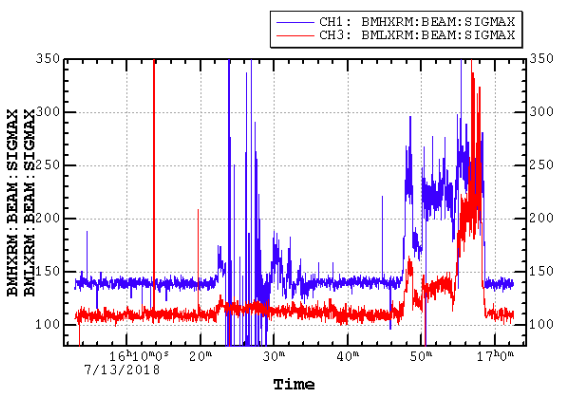 CH1: BMHXRM:BEAM:SIGMAX
CH3: BMLXRM:BEAM:SIGMAX
350 350
300 300
250 250
200 200
150 150
100 100
BMHXRM:BEAM:SIGMAX
BMLXRM:BEAM:SIGMAX
16h10m0s 20m 30m 40m 50m 17h0m
7/13/2018
Time